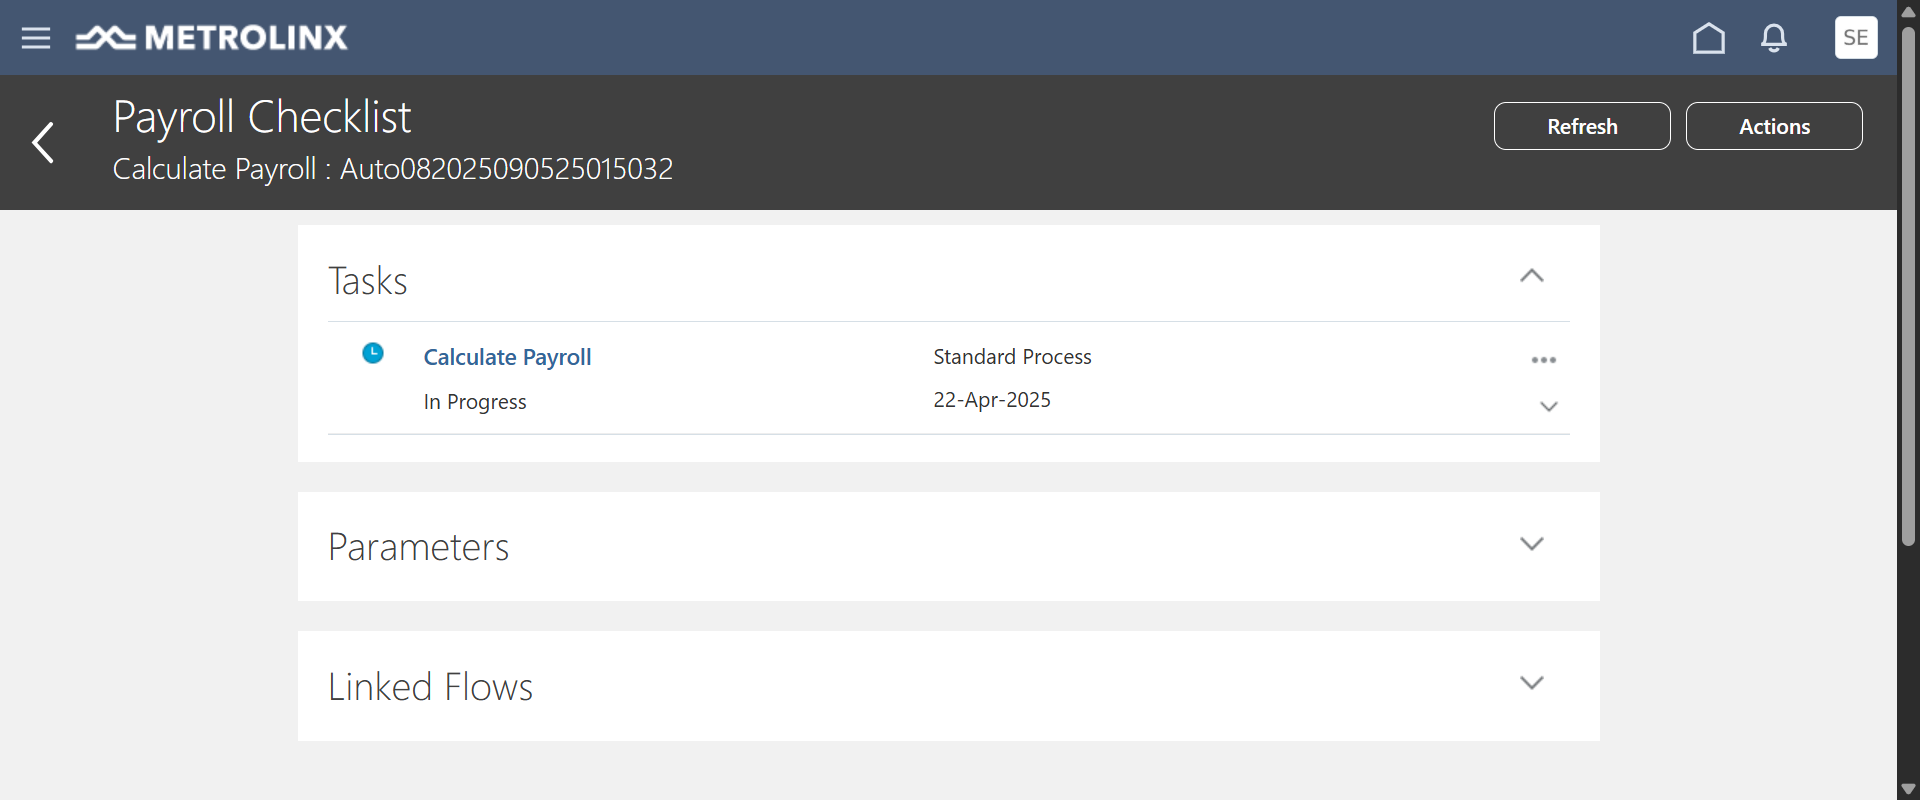 METROLINX
SE
Payroll Checklist
Calculate Payroll : Auto082025090525015032
Refresh
Actions
Tasks
Calculate Payroll
Standard Process
In Progress
22-Apr-2025
Parameters
Linked Flows